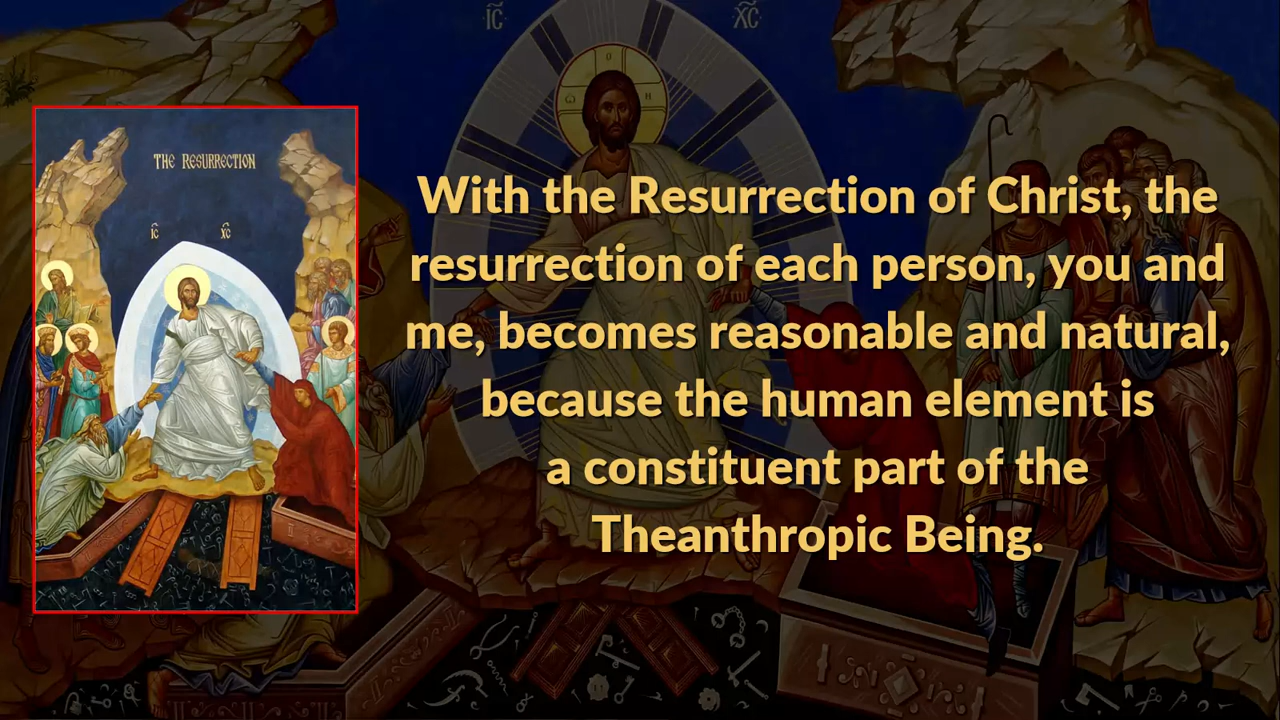 IC XC
THE RESURRECTION
IC XC
With the Resurrection of Christ, the
resurrection of each person, you and
me, becomes reasonable and natural,
because the human element is
a constituent part of the
Theanthropic Being.
Ο
Ѡ Н